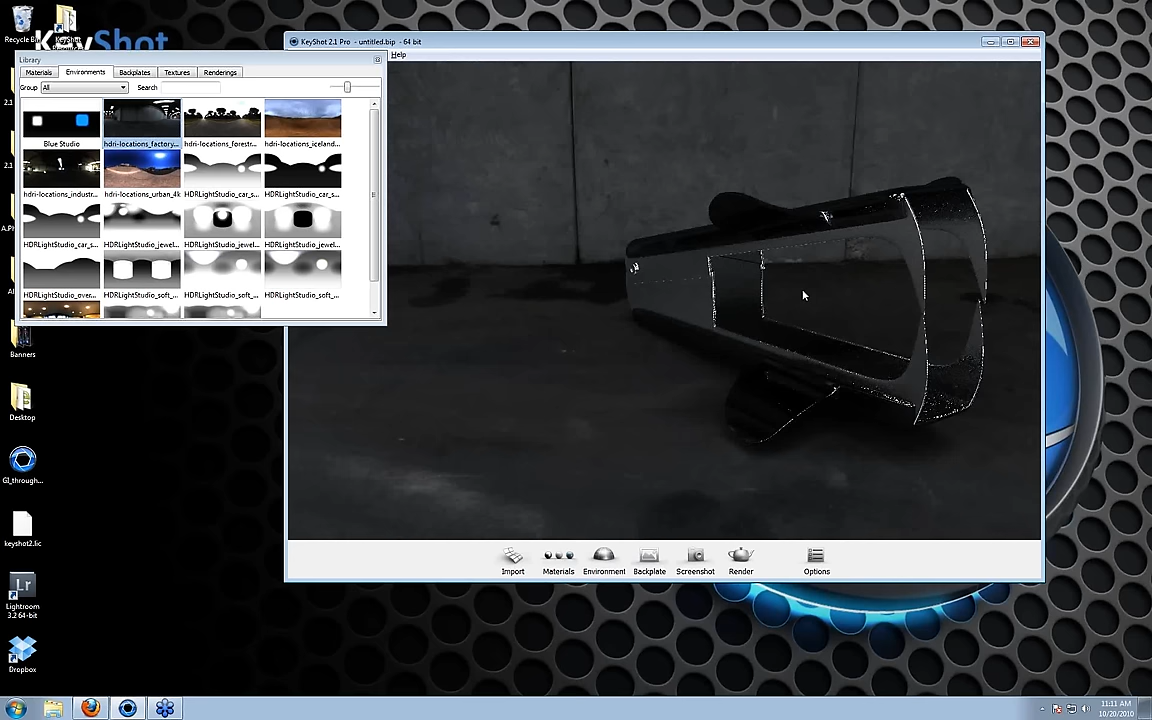 Recycle Bin
KeyShot
KeyShot
KeyShot 2.1 Pro - untitled.bip - 64 bit
Help
Library
Materials Environments Backplates Textures Renderings
Group All Search
Blue Studio hdri-locations_factory... hdri-locations_forestr... hdri-locations_iceland...
hdri-locations_industr... hdri-locations_urban_4k HDRLightStudio_car_s... HDRLightStudio_car_s...
HDRLightStudio_car_s... HDRLightStudio_jewel... HDRLightStudio_jewel... HDRLightStudio_jewel...
HDRLightStudio_over... HDRLightStudio_soft_... HDRLightStudio_soft_... HDRLightStudio_soft_...
Banners
Desktop
GI_through...
keyshot2.lic
Lr
Lightroom
3.2 64-bit
Dropbox
Import Materials Environment Backplate Screenshot Render Options
11:11 AM
10/20/2010